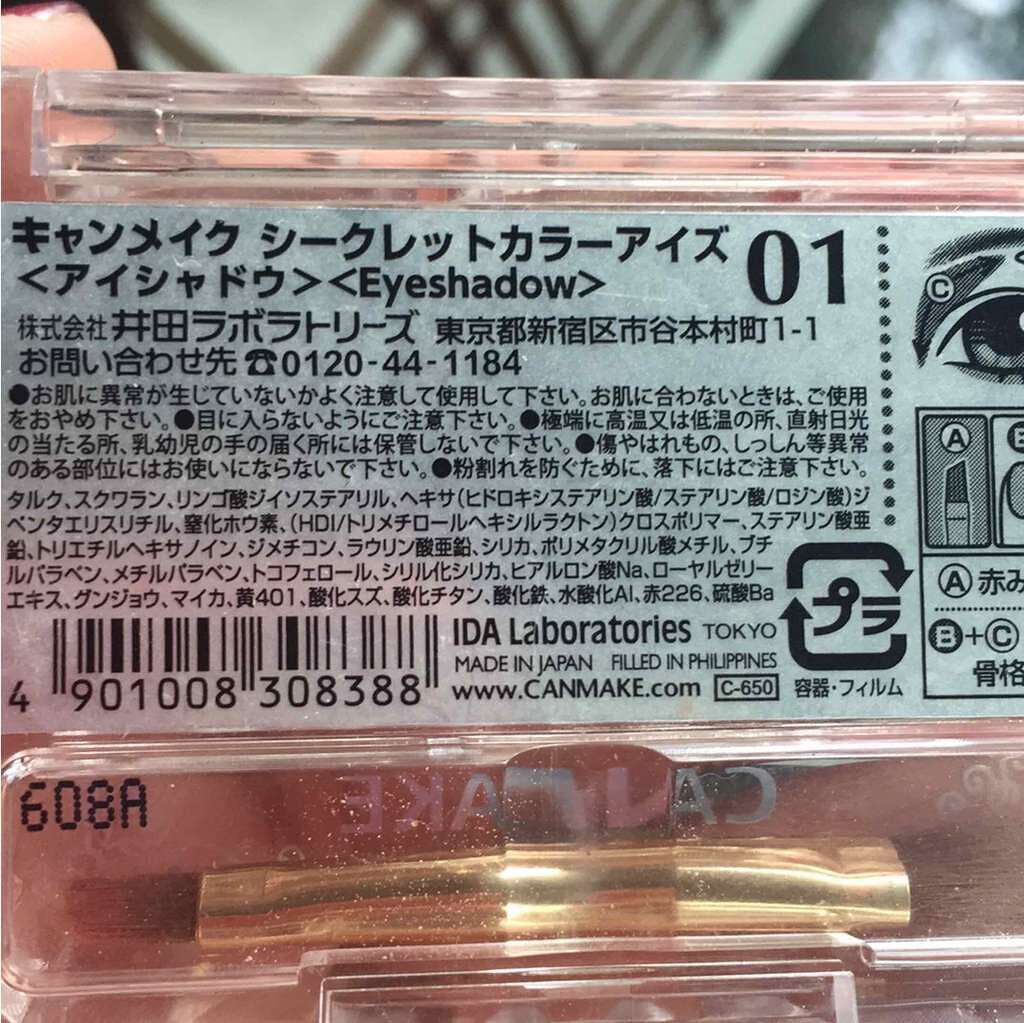 キャンメイク シークレットカラーアイズ 01
<アイシャドウ><Eyeshadow>
株式会社 井田ラボラトリーズ 東京都新宿区市谷本村町1-1
お問い合わせ先☎0120-44-1184
●お肌に異常が生じていないかよく注意して使用して下さい。お肌に合わないときは、ご使用
をおやめ下さい。●目に入らないようにご注意下さい。●極端に高温又は低温の所、直射日光
の当たる所、乳幼児の手の届く所には保管しないで下さい。●傷やはれもの、しっしん等異常
のある部位にはお使いにならないで下さい。●粉割れを防ぐために、落下にはご注意下さい。
タルク、スクワラン、リンゴ酸ジイソステアリル、ヘキサ(ヒドロキシステアリン酸/ステアリン酸/ロジン酸)ジ
ペンタエリスリチル、窒化ホウ素、(HDI/トリメチロールヘキシルラクトン)クロスポリマー、ステアリン酸亜
鉛、トリエチルヘキサノイン、ジメチコン、ラウリン酸亜鉛、シリカ、ポリメタクリル酸メチル、ブチ
ルパラベン、メチルパラベン、トコフェロール、シリル化シリカ、ヒアルロン酸Na、ローヤルゼリー
エキス、グンジョウ、マイカ、黄401、酸化スズ、酸化チタン、酸化鉄、水酸化Al、赤226、硫酸Ba
プラ
容器・フィルム
IDA Laboratories TOKYO
MADE IN JAPAN FILLED IN PHILIPPINES
www.CANMAKE.com C-650
4 901008 308388
C
A B
A 赤み
B+C
骨格
CANMAKE
608A